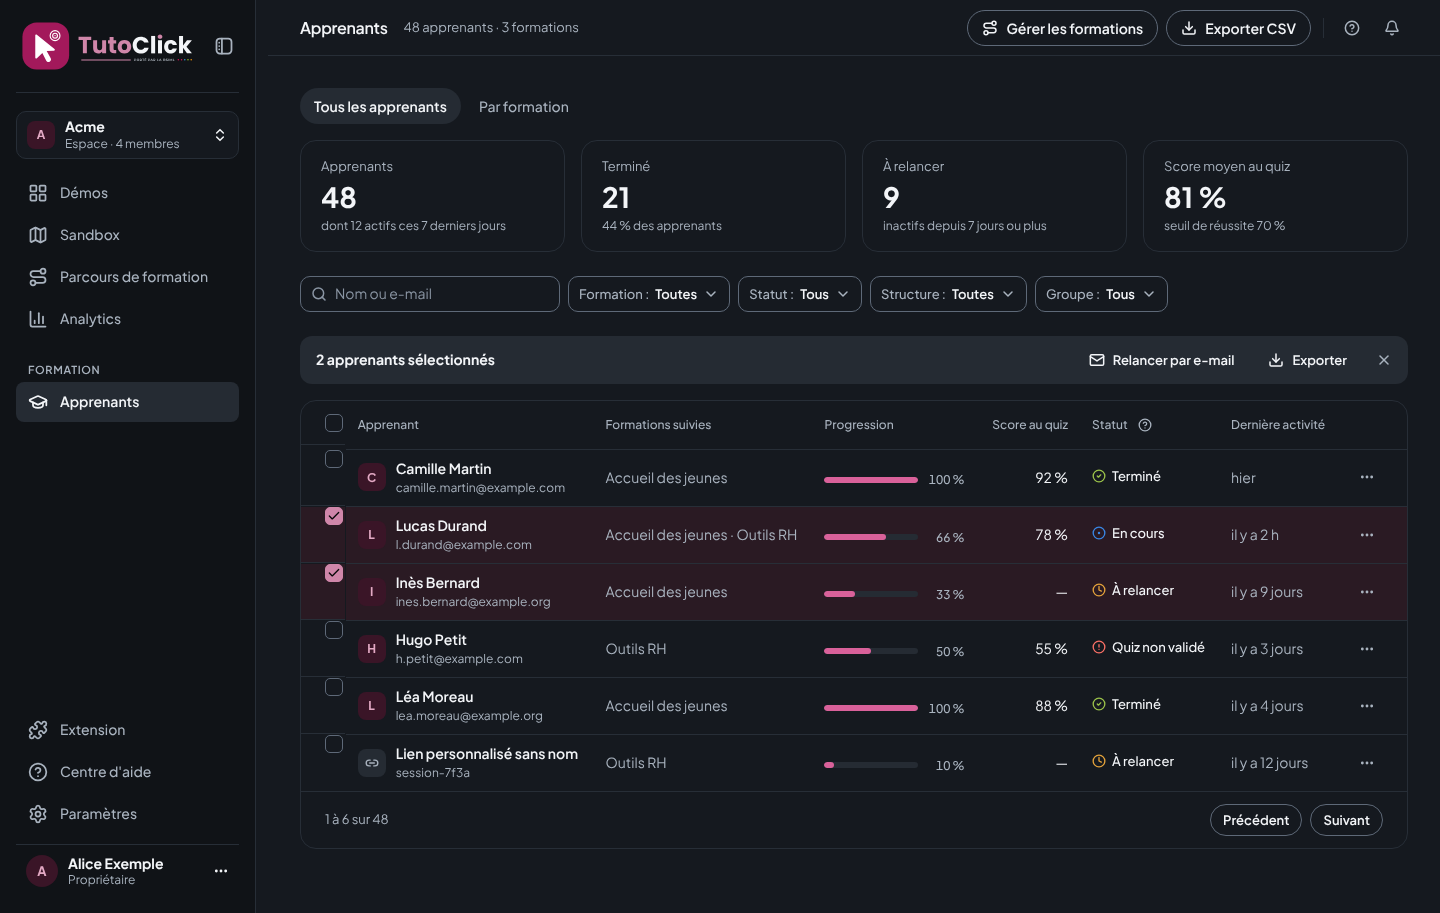 TutoClick
Apprenants
48 apprenants · 3 formations
Gérer les formations
Exporter CSV
A
Acme
Espace · 4 membres
Démos
Sandbox
Parcours de formation
Analytics
FORMATION
Apprenants
Extension
Centre d'aide
Paramètres
A
Alice Exemple
Propriétaire
Tous les apprenants
Par formation
Apprenants
48
dont 12 actifs ces 7 derniers jours
Terminé
21
44 % des apprenants
À relancer
9
inactifs depuis 7 jours ou plus
Score moyen au quiz
81 %
seuil de réussite 70 %
Nom ou e-mail
Formation : Toutes
Statut : Tous
Structure : Toutes
Groupe : Tous
2 apprenants sélectionnés
Relancer par e-mail
Exporter
Apprenant Formations suivies Progression Score au quiz Statut Dernière activité
C Camille Martin Accueil des jeunes 100 % 92 % Terminé hier
camille.martin@example.com
L Lucas Durand Accueil des jeunes · Outils RH 66 % 78 % En cours il y a 2 h
l.durand@example.com
I Inès Bernard Accueil des jeunes 33 % — À relancer il y a 9 jours
ines.bernard@example.org
H Hugo Petit Outils RH 50 % 55 % Quiz non validé il y a 3 jours
h.petit@example.com
L Léa Moreau Accueil des jeunes 100 % 88 % Terminé il y a 4 jours
lea.moreau@example.org
Lien personnalisé sans nom Outils RH 10 % — À relancer il y a 12 jours
session-7f3a
1 à 6 sur 48
Précédent
Suivant